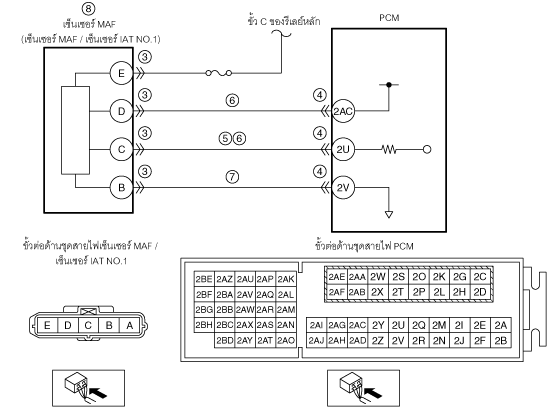 ⑧
เซ็นเซอร์ MAF
(เซ็นเซอร์ MAF / เซ็นเซอร์ IAT NO.1)
ขั้ว C ของรีเลย์หลัก
PCM
E ③
D ③ ⑥ ④ 2AC
C ③ ⑤⑥ ④ 2U
B ③ ⑦ ④ 2V
ขั้วต่อด้านชุดสายไฟเซ็นเซอร์ MAF /
เซ็นเซอร์ IAT NO.1
E D C B A
ขั้วต่อด้านชุดสายไฟ PCM
2BE 2AZ 2AU 2AP 2AK
2BF 2BA 2AV 2AQ 2AL
2BG 2BB 2AW 2AR 2AM
2BH 2BC 2AX 2AS 2AN
2BD 2AY 2AT 2AO
2AE 2AA 2W 2S 2O 2K 2G 2C
2AF 2AB 2X 2T 2P 2L 2H 2D
2AI 2AG 2AC 2Y 2U 2Q 2M 2I 2E 2A
2AJ 2AH 2AD 2Z 2V 2R 2N 2J 2F 2B